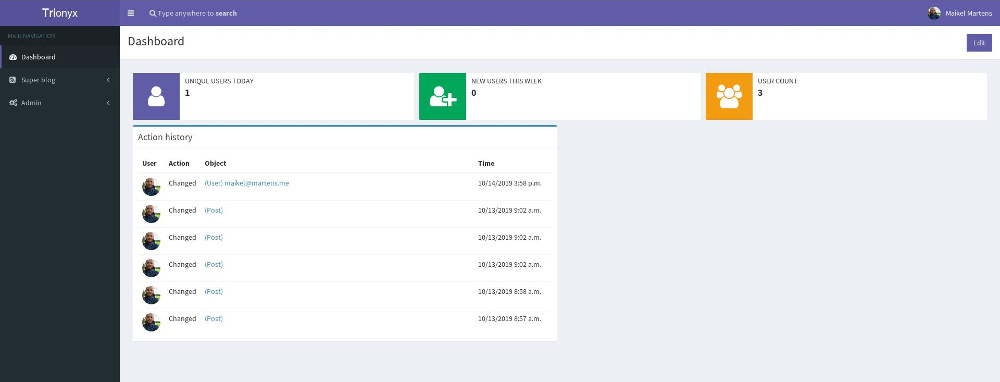 Trionyx
Type anywhere to search
Maikel Martens
MAIN NAVIGATION
Dashboard
Super blog
Admin
Dashboard
Edit
UNIQUE USERS TODAY
1
NEW USERS THIS WEEK
0
USER COUNT
3
Action history
User Action Object Time
Changed (User) maikel@martens.me 10/14/2019 3:58 p.m.
Changed (Post) 10/13/2019 9:02 a.m.
Changed (Post) 10/13/2019 9:02 a.m.
Changed (Post) 10/13/2019 9:02 a.m.
Changed (Post) 10/13/2019 8:58 a.m.
Changed (Post) 10/13/2019 8:57 a.m.